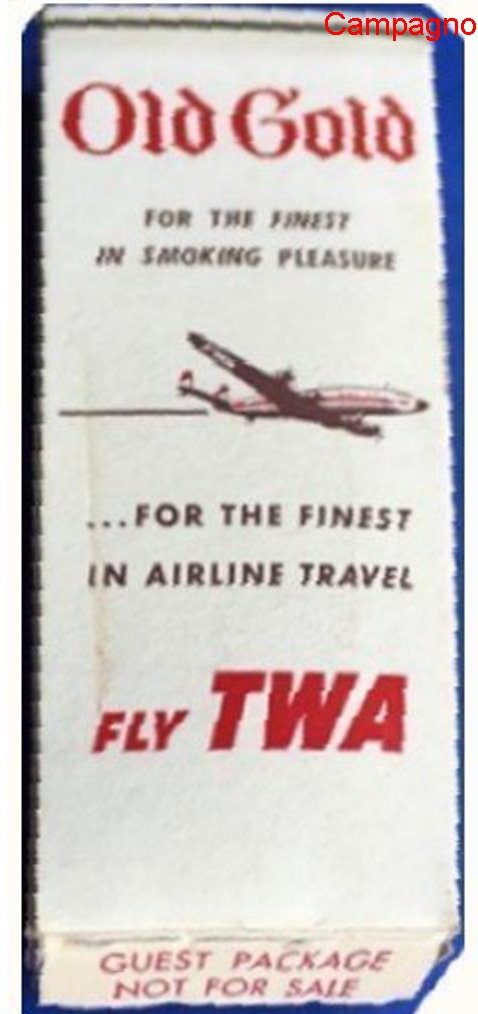 Campagno
Old Gold
FOR THE FINEST
IN SMOKING PLEASURE
...FOR THE FINEST
IN AIRLINE TRAVEL
FLY TWA
GUEST PACKAGE
NOT FOR SALE